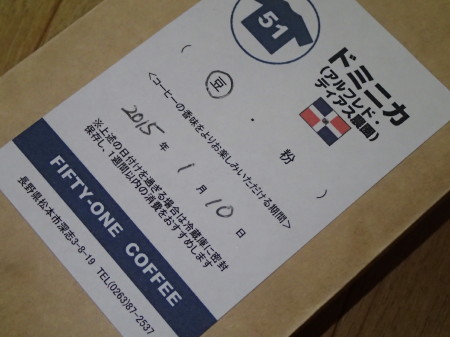 51
ドミニカ
(アルフレド・
ディアス農園)
( 豆 ・ 粉 )
<コーヒーの香味をよりお楽しみいただける期間>
2015 年 1 月 10 日
※上述の日付けを過ぎる場合は冷蔵庫に密封
保存し、1週間以内の消費をおすすめします
FIFTY-ONE COFFEE
長野県松本市深志3-8-19 TEL(0263)87-2537